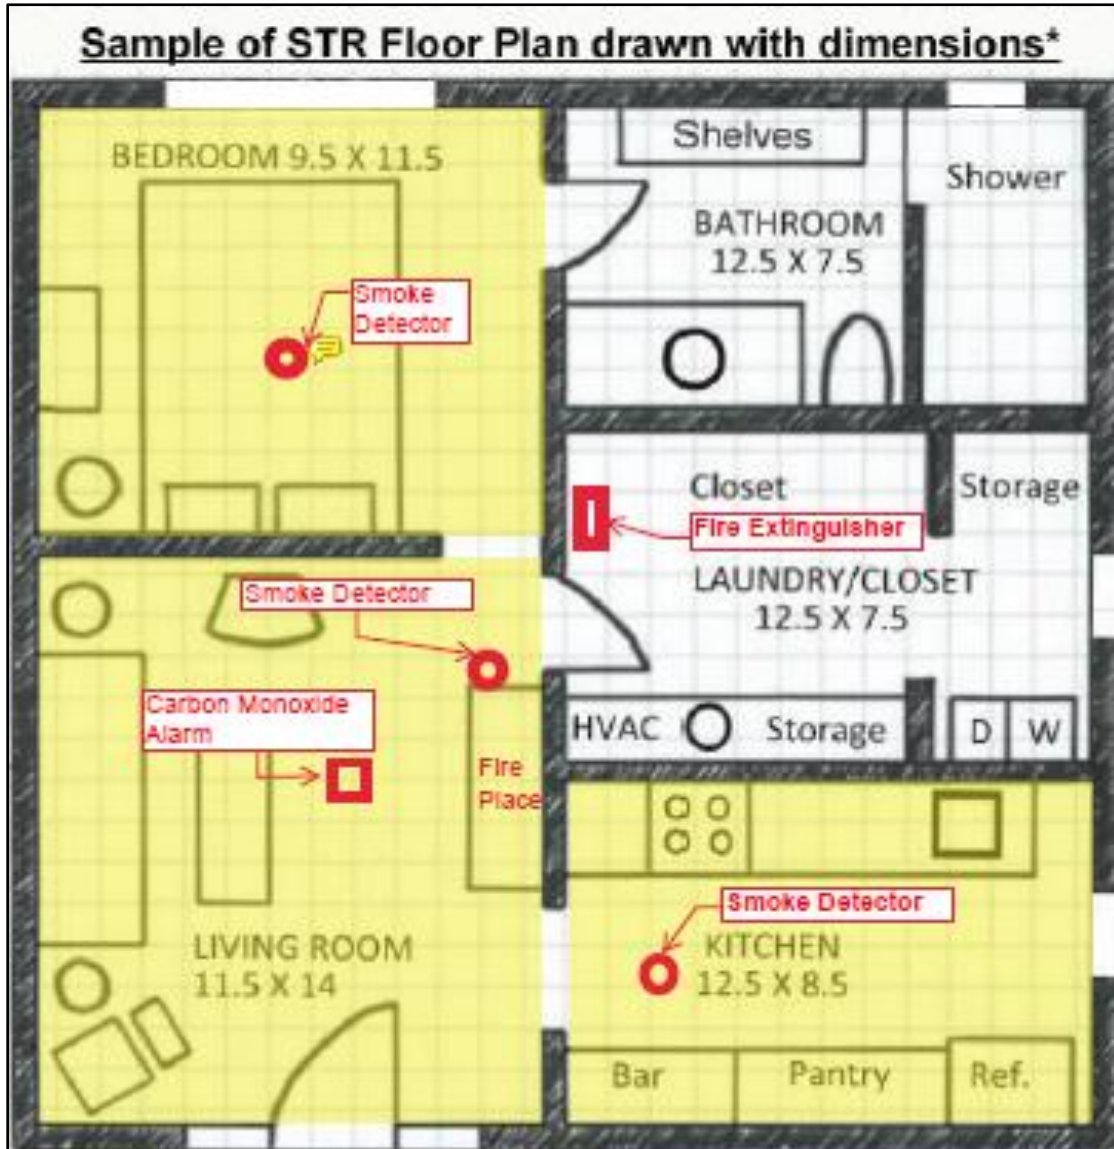 Sample of STR Floor Plan drawn with dimensions*
BEDROOM 9.5 X 11.5
Shelves
Shower
BATHROOM
12.5 X 7.5
Smoke
Detector
Closet
Storage
Fire Extinguisher
LAUNDRY/CLOSET
12.5 X 7.5
Smoke Detector
Carbon Monoxide
Alarm
HVAC
Storage
D
W
Fire
Place
Smoke Detector
LIVING ROOM
11.5 X 14
KITCHEN
12.5 X 8.5
Bar
Pantry
Ref.